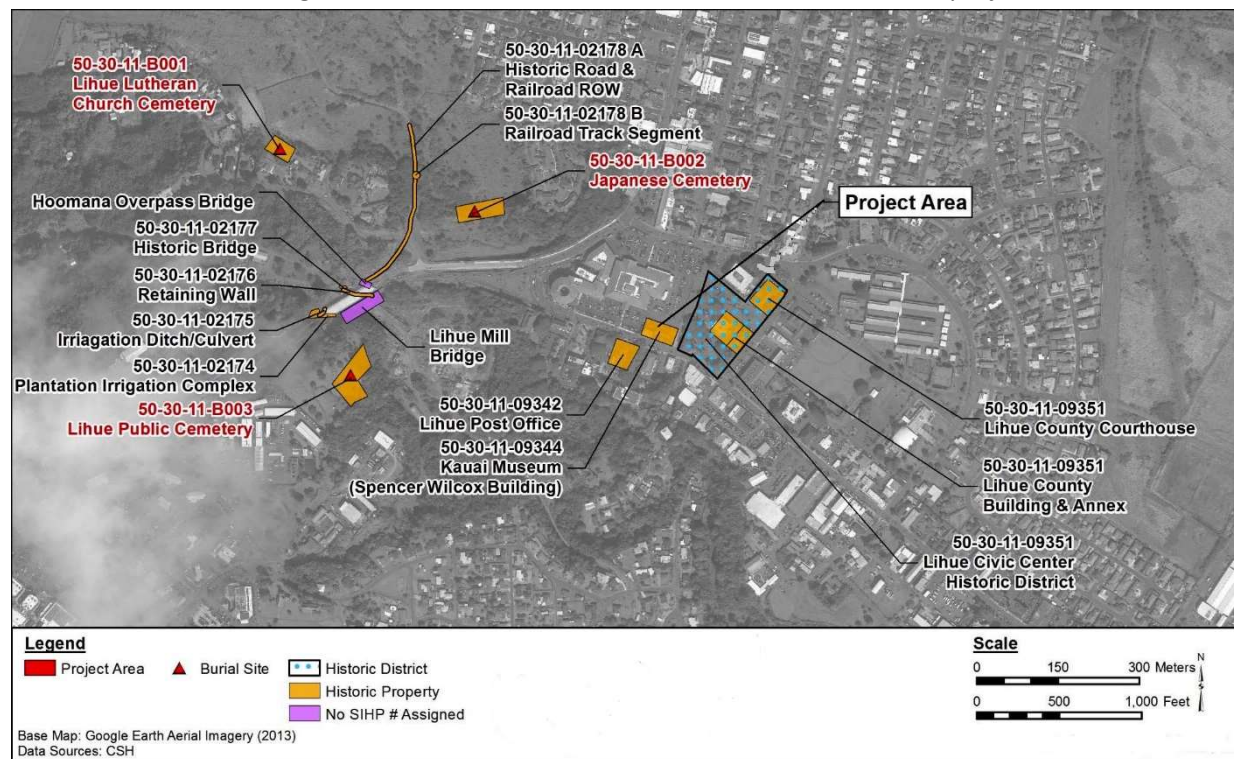 50-30-11-B001
Lihue Lutheran
Church Cemetery
50-30-11-02178 A
Historic Road &
Railroad ROW
50-30-11-02178 B
Railroad Track Segment
50-30-11-B002
Japanese Cemetery
Hoomana Overpass Bridge
50-30-11-02177
Historic Bridge
50-30-11-02176
Retaining Wall
50-30-11-02175
Irriagation Ditch/Culvert
50-30-11-02174
Plantation Irrigation Complex
50-30-11-B003
Lihue Public Cemetery
Lihue Mill
Bridge
Project Area
50-30-11-09342
Lihue Post Office
50-30-11-09344
Kauai Museum
(Spencer Wilcox Building)
50-30-11-09351
Lihue County Courthouse
50-30-11-09351
Lihue County
Building & Annex
50-30-11-09351
Lihue Civic Center
Historic District
Legend
Project Area
Burial Site
Historic District
Historic Property
No SIHP # Assigned
Scale
0 150 300 Meters
0 500 1,000 Feet
N
Base Map: Google Earth Aerial Imagery (2013)
Data Sources: CSH